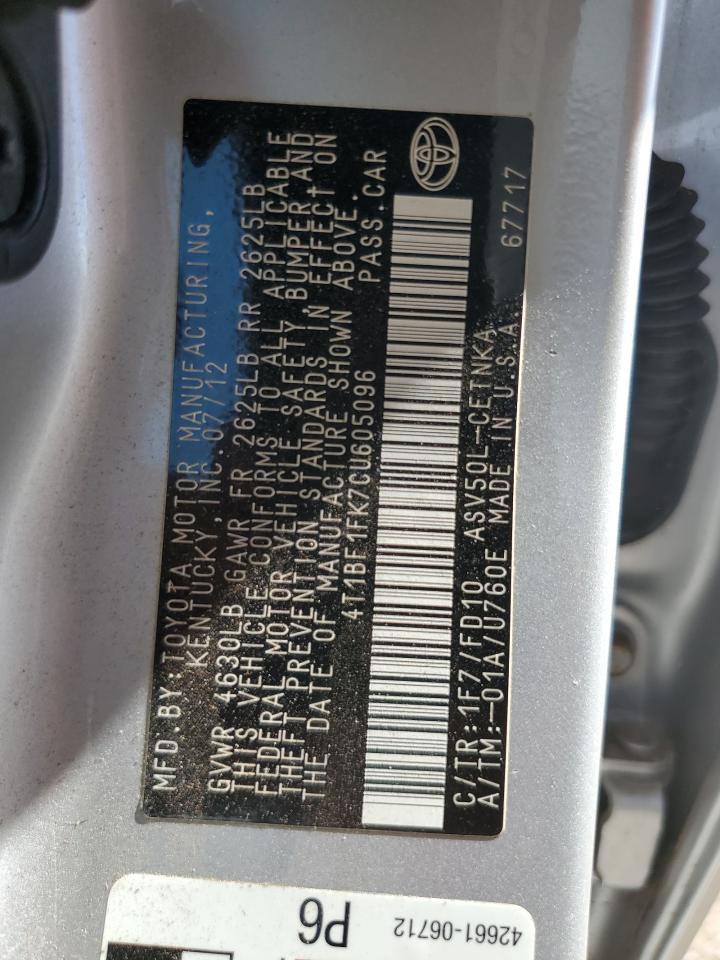 MFD.BY:TOYOTA MOTOR MANUFACTURING,
KENTUCKY, INC.07/12
GVWR 4630LB GAWR FR 2625LB RR 2625LB
THIS VEHICLE CONFORMS TO ALL APPLICABLE
FEDERAL MOTOR VEHICLE SAFETY, BUMPER,AND
THEFT PREVENTION STANDARDS IN EFFECT ON
THE DATE OF MANUFACTURE SHOWN ABOVE.
4T1BF1FK7CU605096 PASS.CAR
C/TR:1F7/FD10 ASV50L-CETNKA
A/TM:-01A/U760E MADE IN U.S.A.
67717
P6
42661-06712